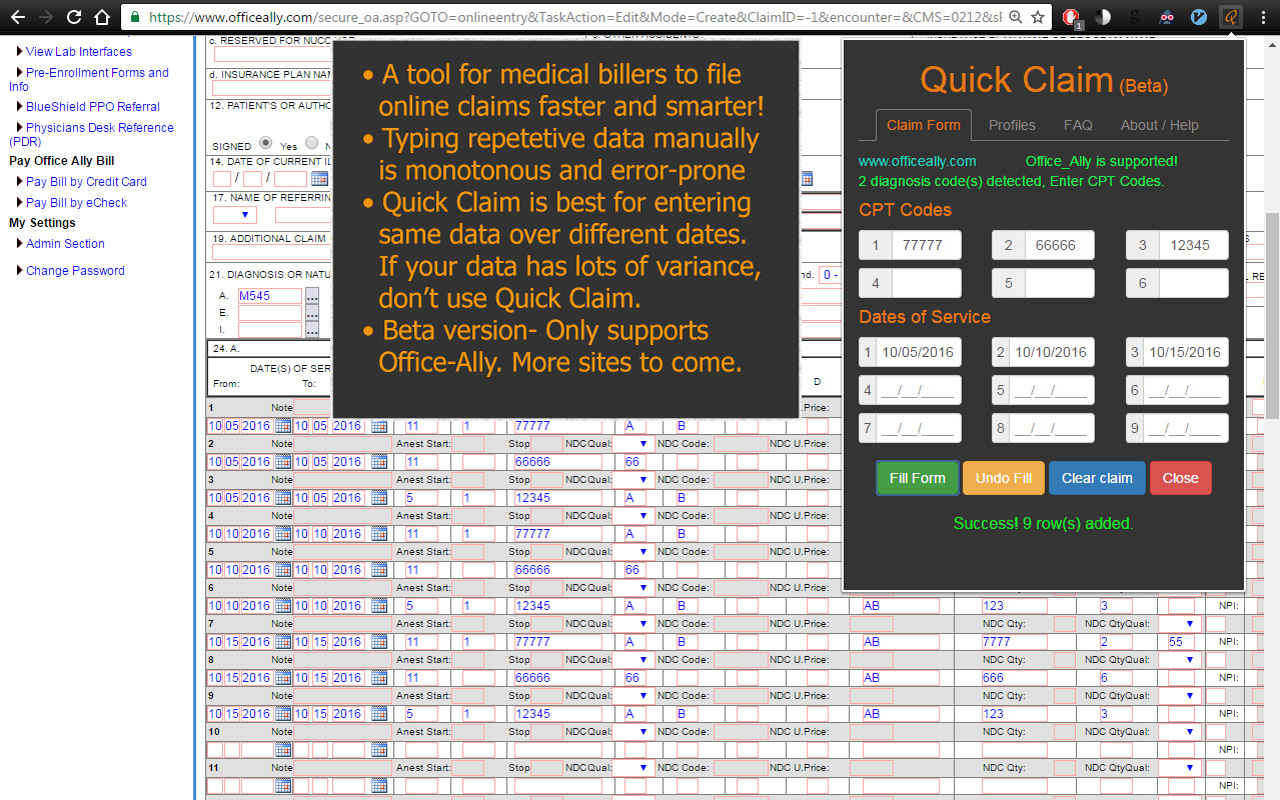 https://www.officeally.com/secure_oa.asp?GOTO=onlineentry&TaskAction=Edit&Mode=Create&ClaimID=-1&encounter=&CMS=0212&sF
1
View Lab Interfaces
Pre-Enrollment Forms and
Info
BlueShield PPO Referral
Physicians Desk Reference
(PDR)
Pay Office Ally Bill
Pay Bill by Credit Card
Pay Bill by eCheck
My Settings
Admin Section
Change Password
c. RESERVED FOR NUCC
d. INSURANCE PLAN NAM
12. PATIENT'S OR AUTHO
SIGNED Yes
14. DATE OF CURRENT IL
/ /
17. NAME OF REFERRIN
19. ADDITIONAL CLAIM
21. DIAGNOSIS OR NATU
nd. 0 -
A. M545 ...
E. ...
I. ...
24. A.
DATE(S) OF SER
From: To:
D
• A tool for medical billers to file
online claims faster and smarter!
• Typing repetetive data manually
is monotonous and error-prone
• Quick Claim is best for entering
same data over different dates.
If your data has lots of variance,
don't use Quick Claim.
• Beta version- Only supports
Office-Ally. More sites to come.
Quick Claim (Beta)
Claim Form Profiles FAQ About / Help
www.officeally.com Office_Ally is supported!
2 diagnosis code(s) detected, Enter CPT Codes.
CPT Codes
1 77777 2 66666 3 12345
4 5 6
Dates of Service
1 10/05/2016 2 10/10/2016 3 10/15/2016
4 __/__/____ 5 __/__/____ 6 __/__/____
7 __/__/____ 8 __/__/____ 9 __/__/____
Fill Form Undo Fill Clear claim Close
Success! 9 row(s) added.
1 Note U.Price:
10 05 2016 10 05 2016 11 1 77777 A B
2 Note Anest Start: Stop NDCQual: NDC Code: NDC U.Price:
10 05 2016 10 05 2016 11 66666 66
3 Note Anest Start: Stop NDCQual: NDC Code: NDC U.Price:
10 05 2016 10 05 2016 5 1 12345 A B
4 Note Anest Start: Stop NDCQual: NDC Code: NDC U.Price:
10 10 2016 10 10 2016 11 1 77777 A B
5 Note Anest Start: Stop NDCQual: NDC Code: NDC U.Price:
10 10 2016 10 10 2016 11 66666 66
6 Note Anest Start: Stop NDCQual: NDC Code: NDC U.Price:
10 10 2016 10 10 2016 5 1 12345 A B AB 123 3 NPI:
7 Note Anest Start: Stop NDCQual: NDC Code: NDC U.Price: NDC Qty: NDC QtyQual:
10 15 2016 10 15 2016 11 1 77777 A B AB 7777 2 55 NPI:
8 Note Anest Start: Stop NDCQual: NDC Code: NDC U.Price: NDC Qty: NDC QtyQual:
10 15 2016 10 15 2016 11 66666 66 AB 666 6 NPI:
9 Note Anest Start: Stop NDCQual: NDC Code: NDC U.Price: NDC Qty: NDC QtyQual:
10 15 2016 10 15 2016 5 1 12345 A B AB 123 3 NPI:
10 Note Anest Start: Stop NDCQual: NDC Code: NDC U.Price: NDC Qty: NDC QtyQual:
NPI:
11 Note Anest Start: Stop NDCQual: NDC Code: NDC U.Price: NDC Qty: NDC QtyQual:
NPI: